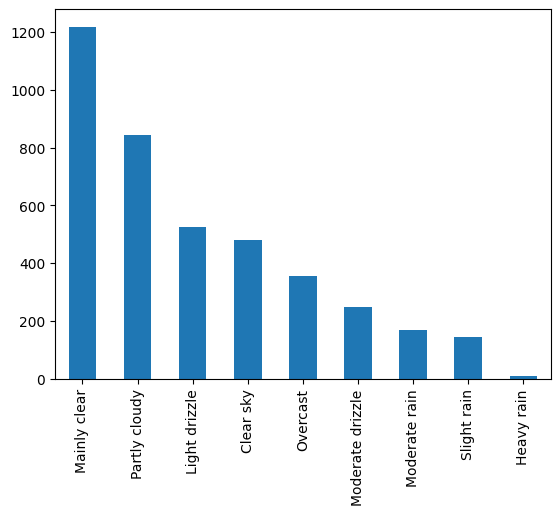 1200
1000
800
600
400
200
0
Mainly clear
Partly cloudy
Light drizzle
Clear sky
Overcast
Moderate drizzle
Moderate rain
Slight rain
Heavy rain